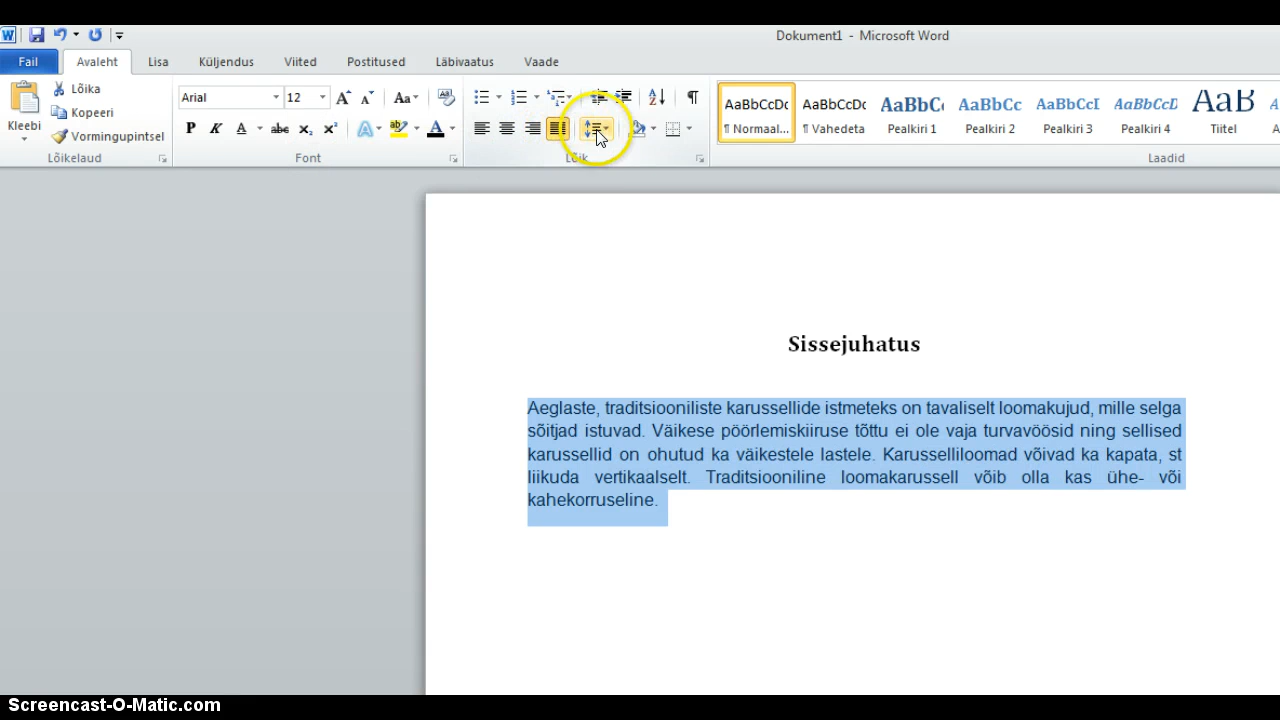 Dokument1 - Microsoft Word
Fail Avaleht Lisa Küljendus Viited Postitused Läbivaatus Vaade
Kleebi
Lõika
Kopeeri
Vormingupintsel
Lõikelaud
Arial 12
Font
Lõik
AaBbCcDc AaBbCcDc AaBbCc AaBbCc AaBbCcI AaBbCcD AaB
¶ Normaal... ¶ Vahedeta Pealkiri 1 Pealkiri 2 Pealkiri 3 Pealkiri 4 Tiitel
Laadid
Sissejuhatus
Aeglaste, traditsiooniliste karussellide istmeteks on tavaliselt loomakujud, mille selga
sõitjad istuvad. Väikese pöörlemiskiiruse tõttu ei ole vaja turvavöösid ning sellised
karussellid on ohutud ka väikestele lastele. Karusselliloomad võivad ka kapata, st
liikuda vertikaalselt. Traditsiooniline loomakarussell võib olla kas ühe- või
kahekorruseline.
Screencast-O-Matic.com